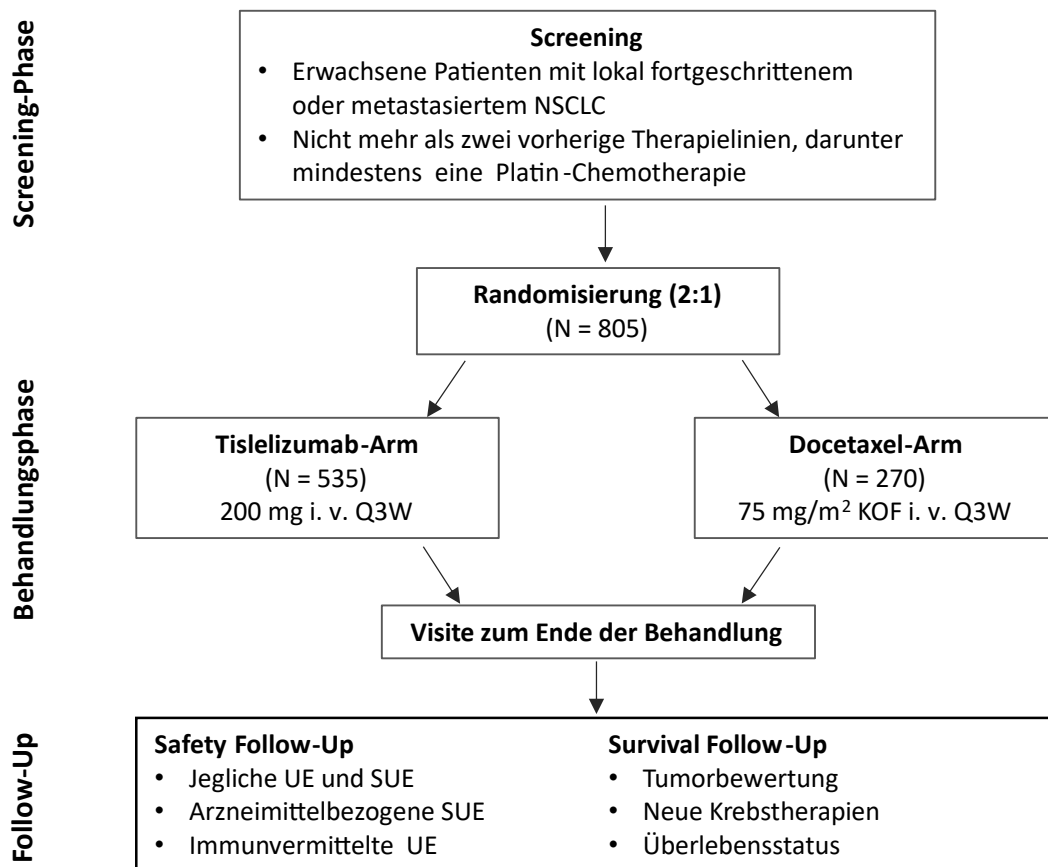 Screening-Phase
Screening
• Erwachsene Patienten mit lokal fortgeschrittenem
oder metastasiertem NSCLC
• Nicht mehr als zwei vorherige Therapielinien, darunter
mindestens eine Platin-Chemotherapie
Behandlungsphase
Randomisierung (2:1)
(N = 805)
Tislelizumab-Arm
(N = 535)
200 mg i. v. Q3W
Docetaxel-Arm
(N = 270)
75 mg/m² KOF i. v. Q3W
Visite zum Ende der Behandlung
Follow-Up
Safety Follow-Up
• Jegliche UE und SUE
• Arzneimittelbezogene SUE
• Immunvermittelte UE
Survival Follow-Up
• Tumorbewertung
• Neue Krebstherapien
• Überlebensstatus